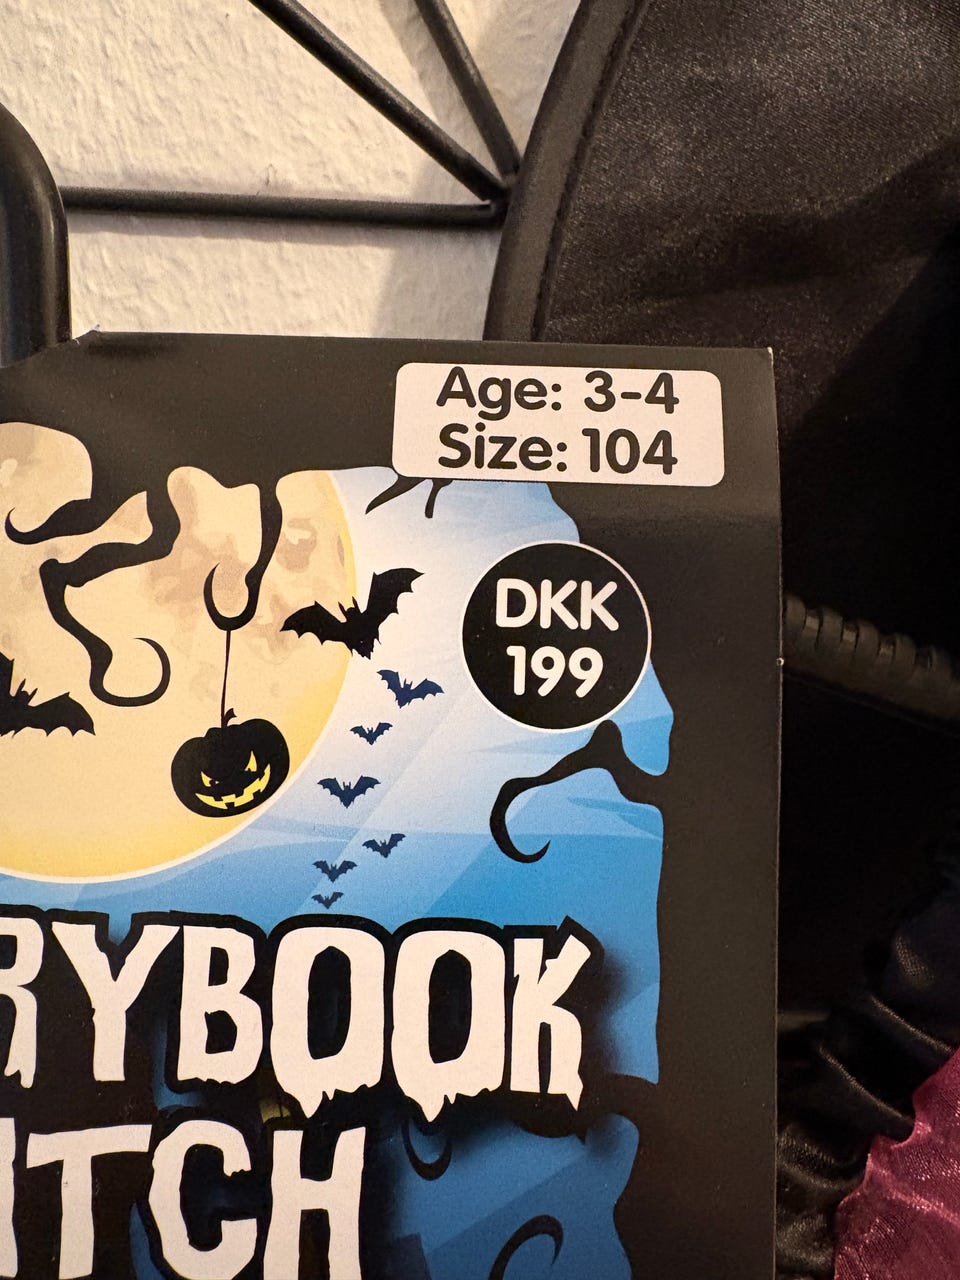 Age: 3-4
Size: 104
DKK
199
RYBOOK
ITCH